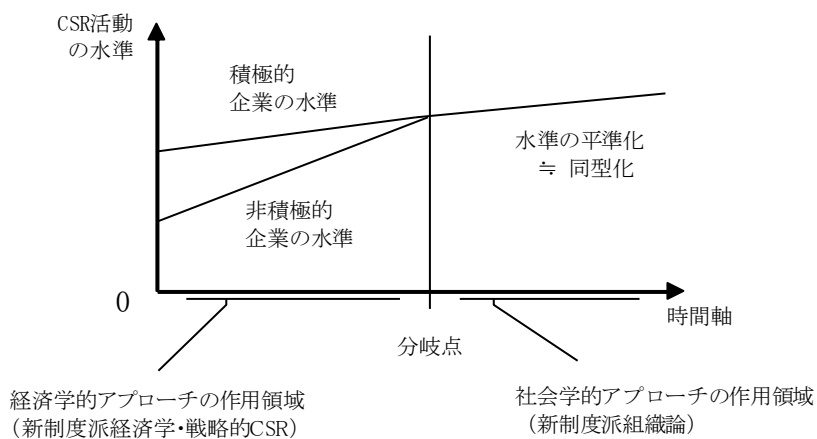 CSR活動
の水準
積極的
企業の水準
水準の平準化
≒ 同型化
非積極的
企業の水準
0
時間軸
分岐点
経済学的アプローチの作用領域
（新制度派経済学・戦略的CSR）
社会学的アプローチの作用領域
（新制度派組織論）